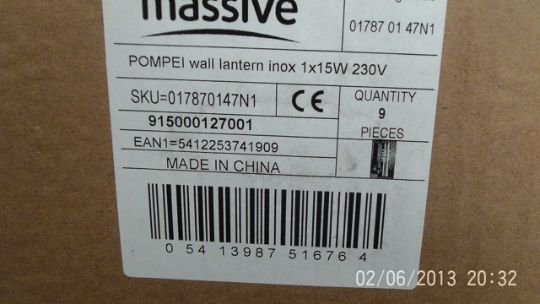 massive
01787 01 47N1
POMPEI wall lantern inox 1x15W 230V
SKU=017870147N1
CE
QUANTITY
9
PIECES
915000127001
EAN1=5412253741909
MADE IN CHINA
0 54 13987 51676 4
02/06/2013 20:32